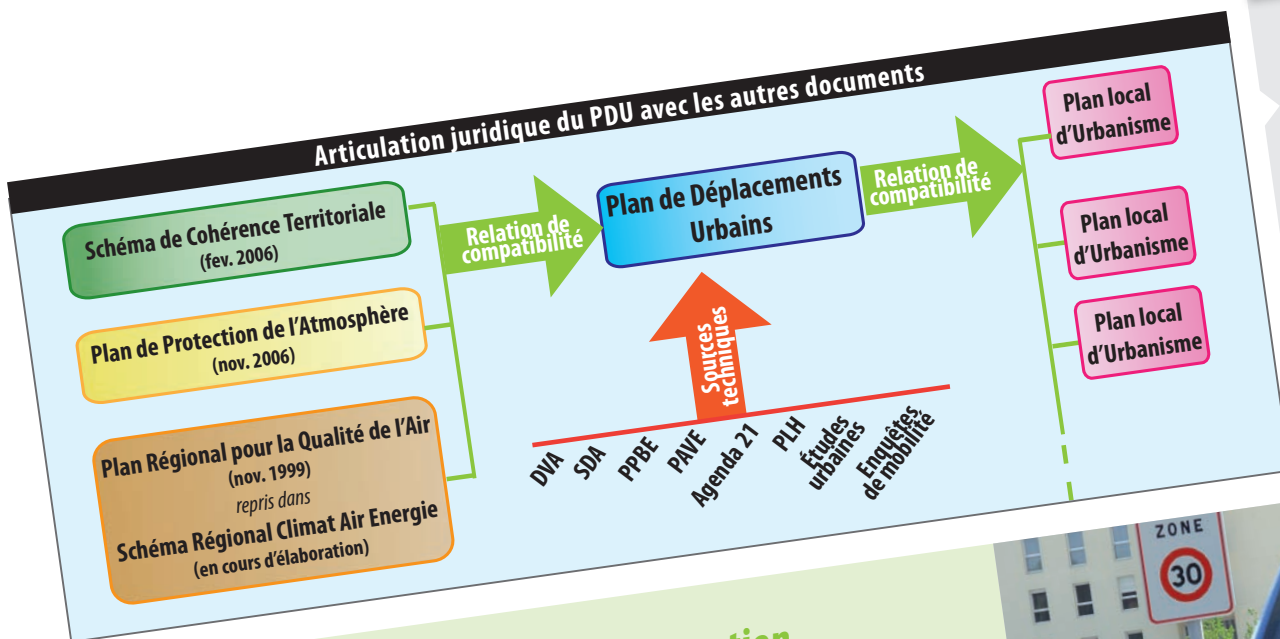 Articulation juridique du PDU avec les autres documents
Schéma de Cohérence Territoriale
(fev. 2006)
Plan de Protection de l'Atmosphère
(nov. 2006)
Plan Régional pour la Qualité de l'Air
(nov. 1999)
repris dans
Schéma Régional Climat Air Energie
(en cours d'élaboration)
Relation de
compatibilité
Plan de Déplacements
Urbains
Sources
techniques
DVA
SDA
PPBE
PAVE
Agenda 21
PLH
Études
urbaines
Enquêtes
de mobilité
Relation de
compatibilité
Plan local
d'Urbanisme
Plan local
d'Urbanisme
Plan local
d'Urbanisme
ZONE
30